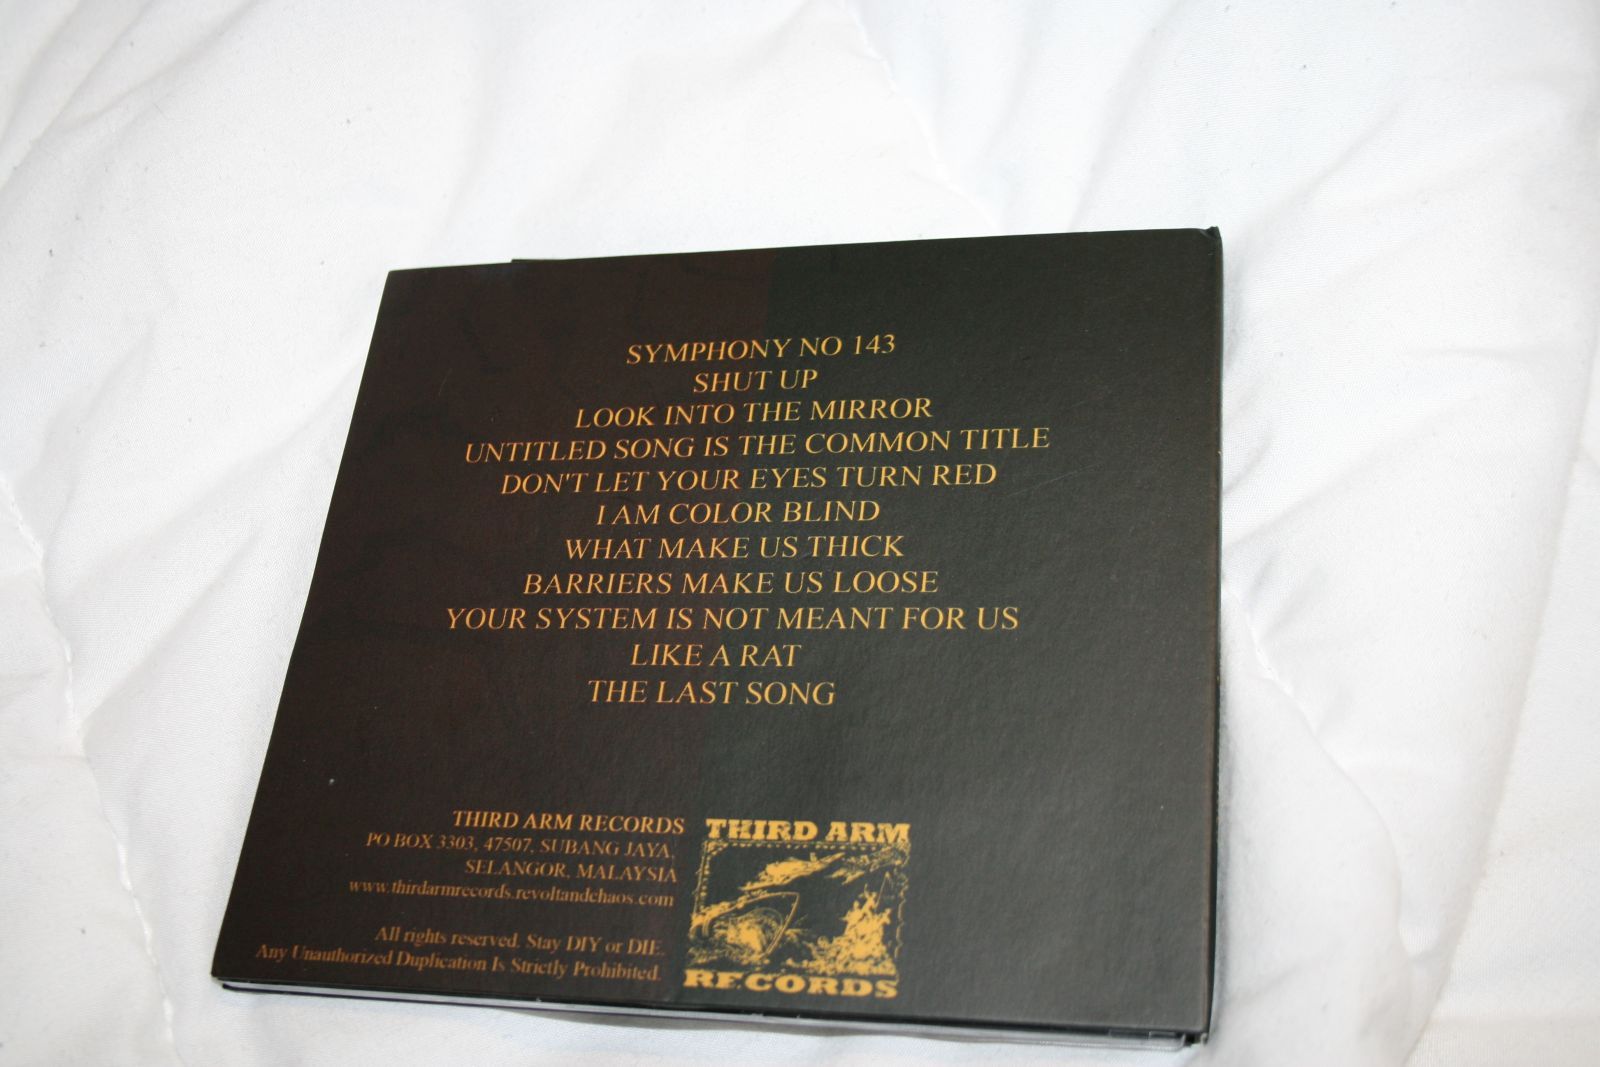 SYMPHONY NO 143
SHUT UP
LOOK INTO THE MIRROR
UNTITLED SONG IS THE COMMON TITLE
DON'T LET YOUR EYES TURN RED
I AM COLOR BLIND
WHAT MAKE US THICK
BARRIERS MAKE US LOOSE
YOUR SYSTEM IS NOT MEANT FOR US
LIKE A RAT
THE LAST SONG
THIRD ARM RECORDS
PO BOX 3303, 47507, SUBANG JAYA,
SELANGOR, MALAYSIA
www.thirdarmrecords.revoltandchaos.com
All rights reserved. Stay DIY or DIE.
Any Unauthorized Duplication Is Strictly Prohibited.
THIRD ARM
RECORDS